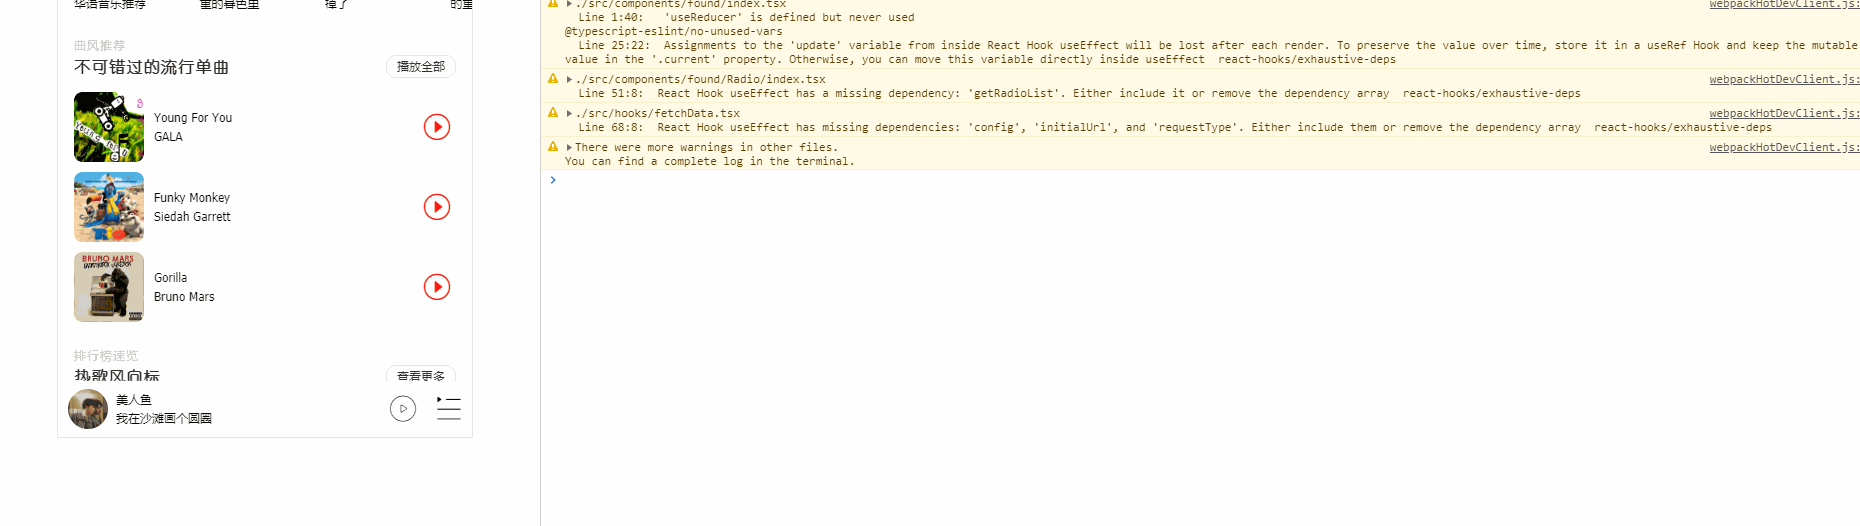 华语音乐推荐
里的暮色里
掉了
的里
曲风推荐
不可错过的流行单曲
播放全部
Young For You
GALA
Funky Monkey
Siedah Garrett
BRUNO MARS
Gorilla
Bruno Mars
排行榜速览
热歌风向标
查看更多
美人鱼
我在沙滩画个圆圈
./src/components/found/index.tsx
webpackHotDevClient.js:
Line 1:40:   'useReducer' is defined but never used
@typescript-eslint/no-unused-vars
Line 25:22:  Assignments to the 'update' variable from inside React Hook useEffect will be lost after each render. To preserve the value over time, store it in a useRef Hook and keep the mutable
value in the '.current' property. Otherwise, you can move this variable directly inside useEffect  react-hooks/exhaustive-deps
./src/components/found/Radio/index.tsx
webpackHotDevClient.js:
Line 51:8:  React Hook useEffect has a missing dependency: 'getRadioList'. Either include it or remove the dependency array  react-hooks/exhaustive-deps
./src/hooks/fetchData.tsx
webpackHotDevClient.js:
Line 68:8:  React Hook useEffect has missing dependencies: 'config', 'initialUrl', and 'requestType'. Either include them or remove the dependency array  react-hooks/exhaustive-deps
There were more warnings in other files.
webpackHotDevClient.js:
You can find a complete log in the terminal.